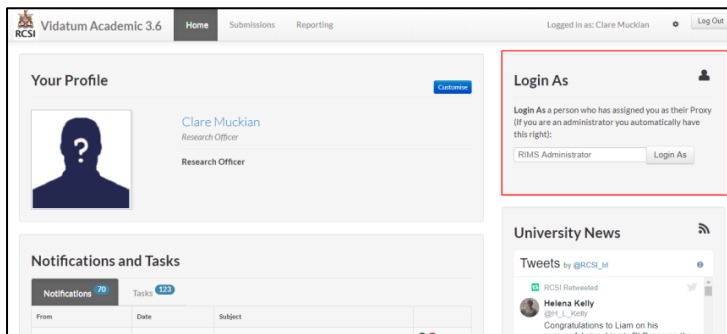 RCSI
Vidatum Academic 3.6
Home
Submissions
Reporting
Logged in as: Clare Muckian
Log Out
Your Profile
Customise
Clare Muckian
Research Officer
Research Officer
Login As
Login As a person who has assigned you as their Proxy
(If you are an administrator you automatically have
this right):
RIMS Administrator
Login As
Notifications and Tasks
Notifications 70
Tasks 123
From
Date
Subject
University News
Tweets by @RCSI_Irl
RCSI Retweeted
Helena Kelly
@H_L_Kelly
Congratulations to Liam on his